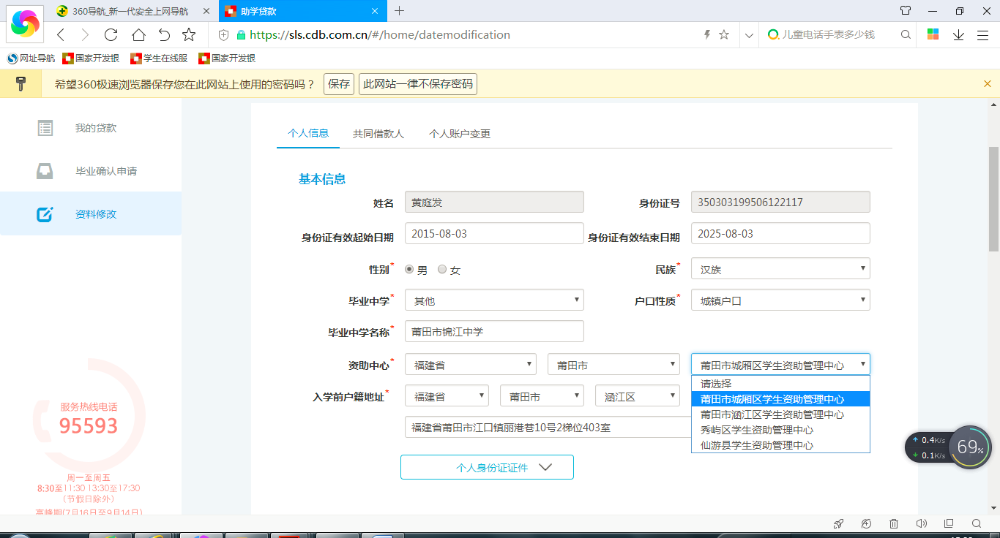 360导航_新一代安全上网导航
助学贷款
https://sls.cdb.com.cn/#/home/datemodification
儿童电话手表多少钱
网址导航 国家开发银 学生在线服 国家开发银
希望360极速浏览器保存您在此网站上使用的密码吗？ 保存 此网站一律不保存密码
我的贷款
毕业确认申请
资料修改
服务热线电话
95593
周一至周五
8:30至11:30 13:30至17:30
(节假日除外)
高峰期(7月16日至9月14日)
个人信息 共同借款人 个人账户变更
基本信息
姓名 黄庭发 身份证号 350303199506122117
身份证有效起始日期 2015-08-03 身份证有效结束日期 2025-08-03
性别* 男 女 民族* 汉族
毕业中学* 其他 户口性质* 城镇户口
毕业中学名称* 莆田市锦江中学
资助中心* 福建省 莆田市 莆田市城厢区学生资助管理中心
请选择
莆田市城厢区学生资助管理中心
莆田市涵江区学生资助管理中心
秀屿区学生资助管理中心
仙游县学生资助管理中心
入学前户籍地址* 福建省 莆田市 涵江区
福建省莆田市江口镇丽港巷10号2梯位403室
个人身份证证件
0.4K/s
0.1K/s
69%